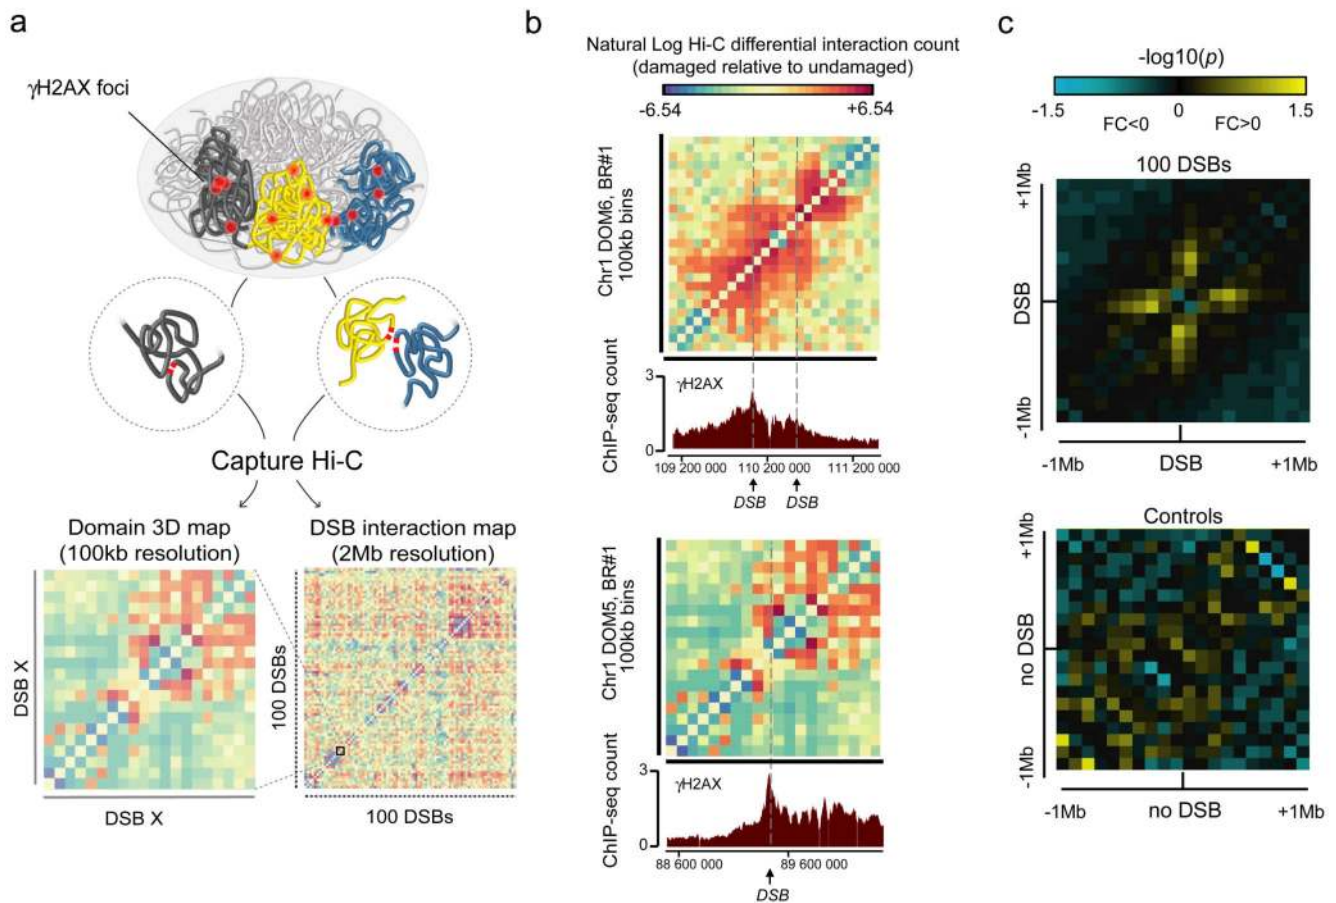 a
γH2AX foci
Capture Hi-C
Domain 3D map
(100kb resolution)
DSB interaction map
(2Mb resolution)
DSB X
DSB X
100 DSBs
100 DSBs
b
Natural Log Hi-C differential interaction count
(damaged relative to undamaged)
-6.54
+6.54
Chr1 DOM6, BR#1
100kb bins
ChIP-seq count
3
0
γH2AX
109 200 000
110 200 000
111 200 000
DSB
DSB
Chr1 DOM5, BR#1
100kb bins
ChIP-seq count
3
0
γH2AX
88 600 000
89 600 000
DSB
c
-log10(p)
-1.5
0
1.5
FC<0
FC>0
100 DSBs
+1Mb
DSB
-1Mb
-1Mb
DSB
+1Mb
Controls
+1Mb
no DSB
-1Mb
-1Mb
no DSB
+1Mb